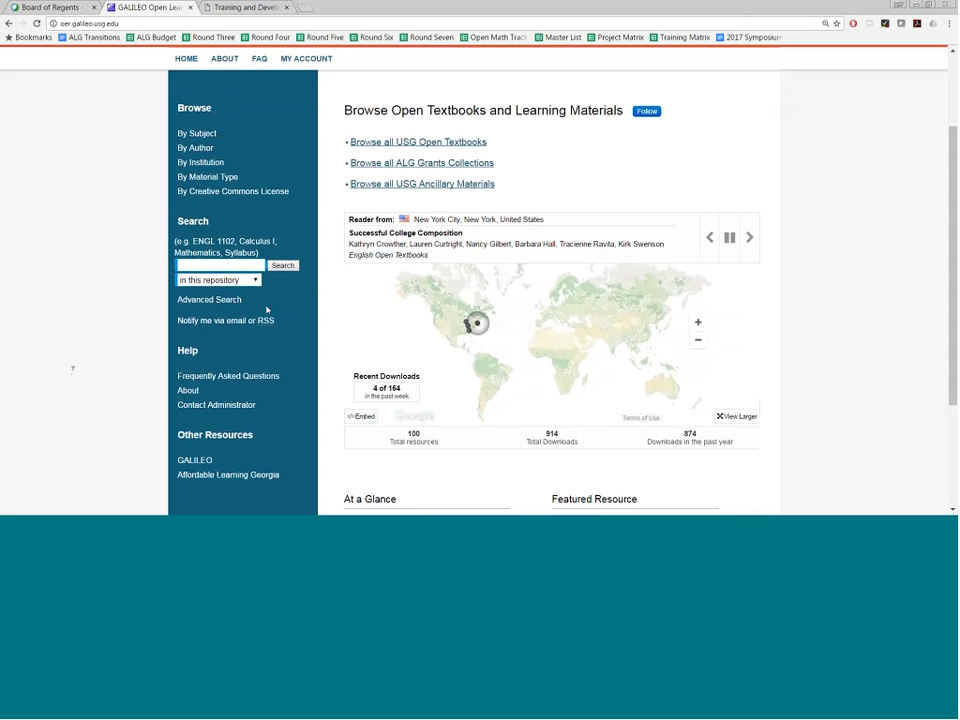 Board of Regents
GALILEO Open Lear
Training and Develo
oer.galileo.usg.edu
Bookmarks
ALG Transitions
ALG Budget
Round Three
Round Four
Round Five
Round Six
Round Seven
Open Math Track
Master List
Project Matrix
Training Matrix
2017 Symposium
HOME
ABOUT
FAQ
MY ACCOUNT
Browse
By Subject
By Author
By Institution
By Material Type
By Creative Commons License
Search
(e.g. ENGL 1102, Calculus I,
Mathematics, Syllabus)
Search
in this repository
Advanced Search
Notify me via email or RSS
Help
Frequently Asked Questions
About
Contact Administrator
Other Resources
GALILEO
Affordable Learning Georgia
Browse Open Textbooks and Learning Materials
Follow
Browse all USG Open Textbooks
Browse all ALG Grants Collections
Browse all USG Ancillary Materials
Reader from: New York City, New York, United States
Successful College Composition
Kathryn Crowther, Lauren Curtright, Nancy Gilbert, Barbara Hall, Tracienne Ravita, Kirk Swenson
English Open Textbooks
Recent Downloads
4 of 164
in the past week
</> Embed
Google
Terms of Use
View Larger
100
Total resources
914
Total Downloads
874
Downloads in the past year
At a Glance
Featured Resource